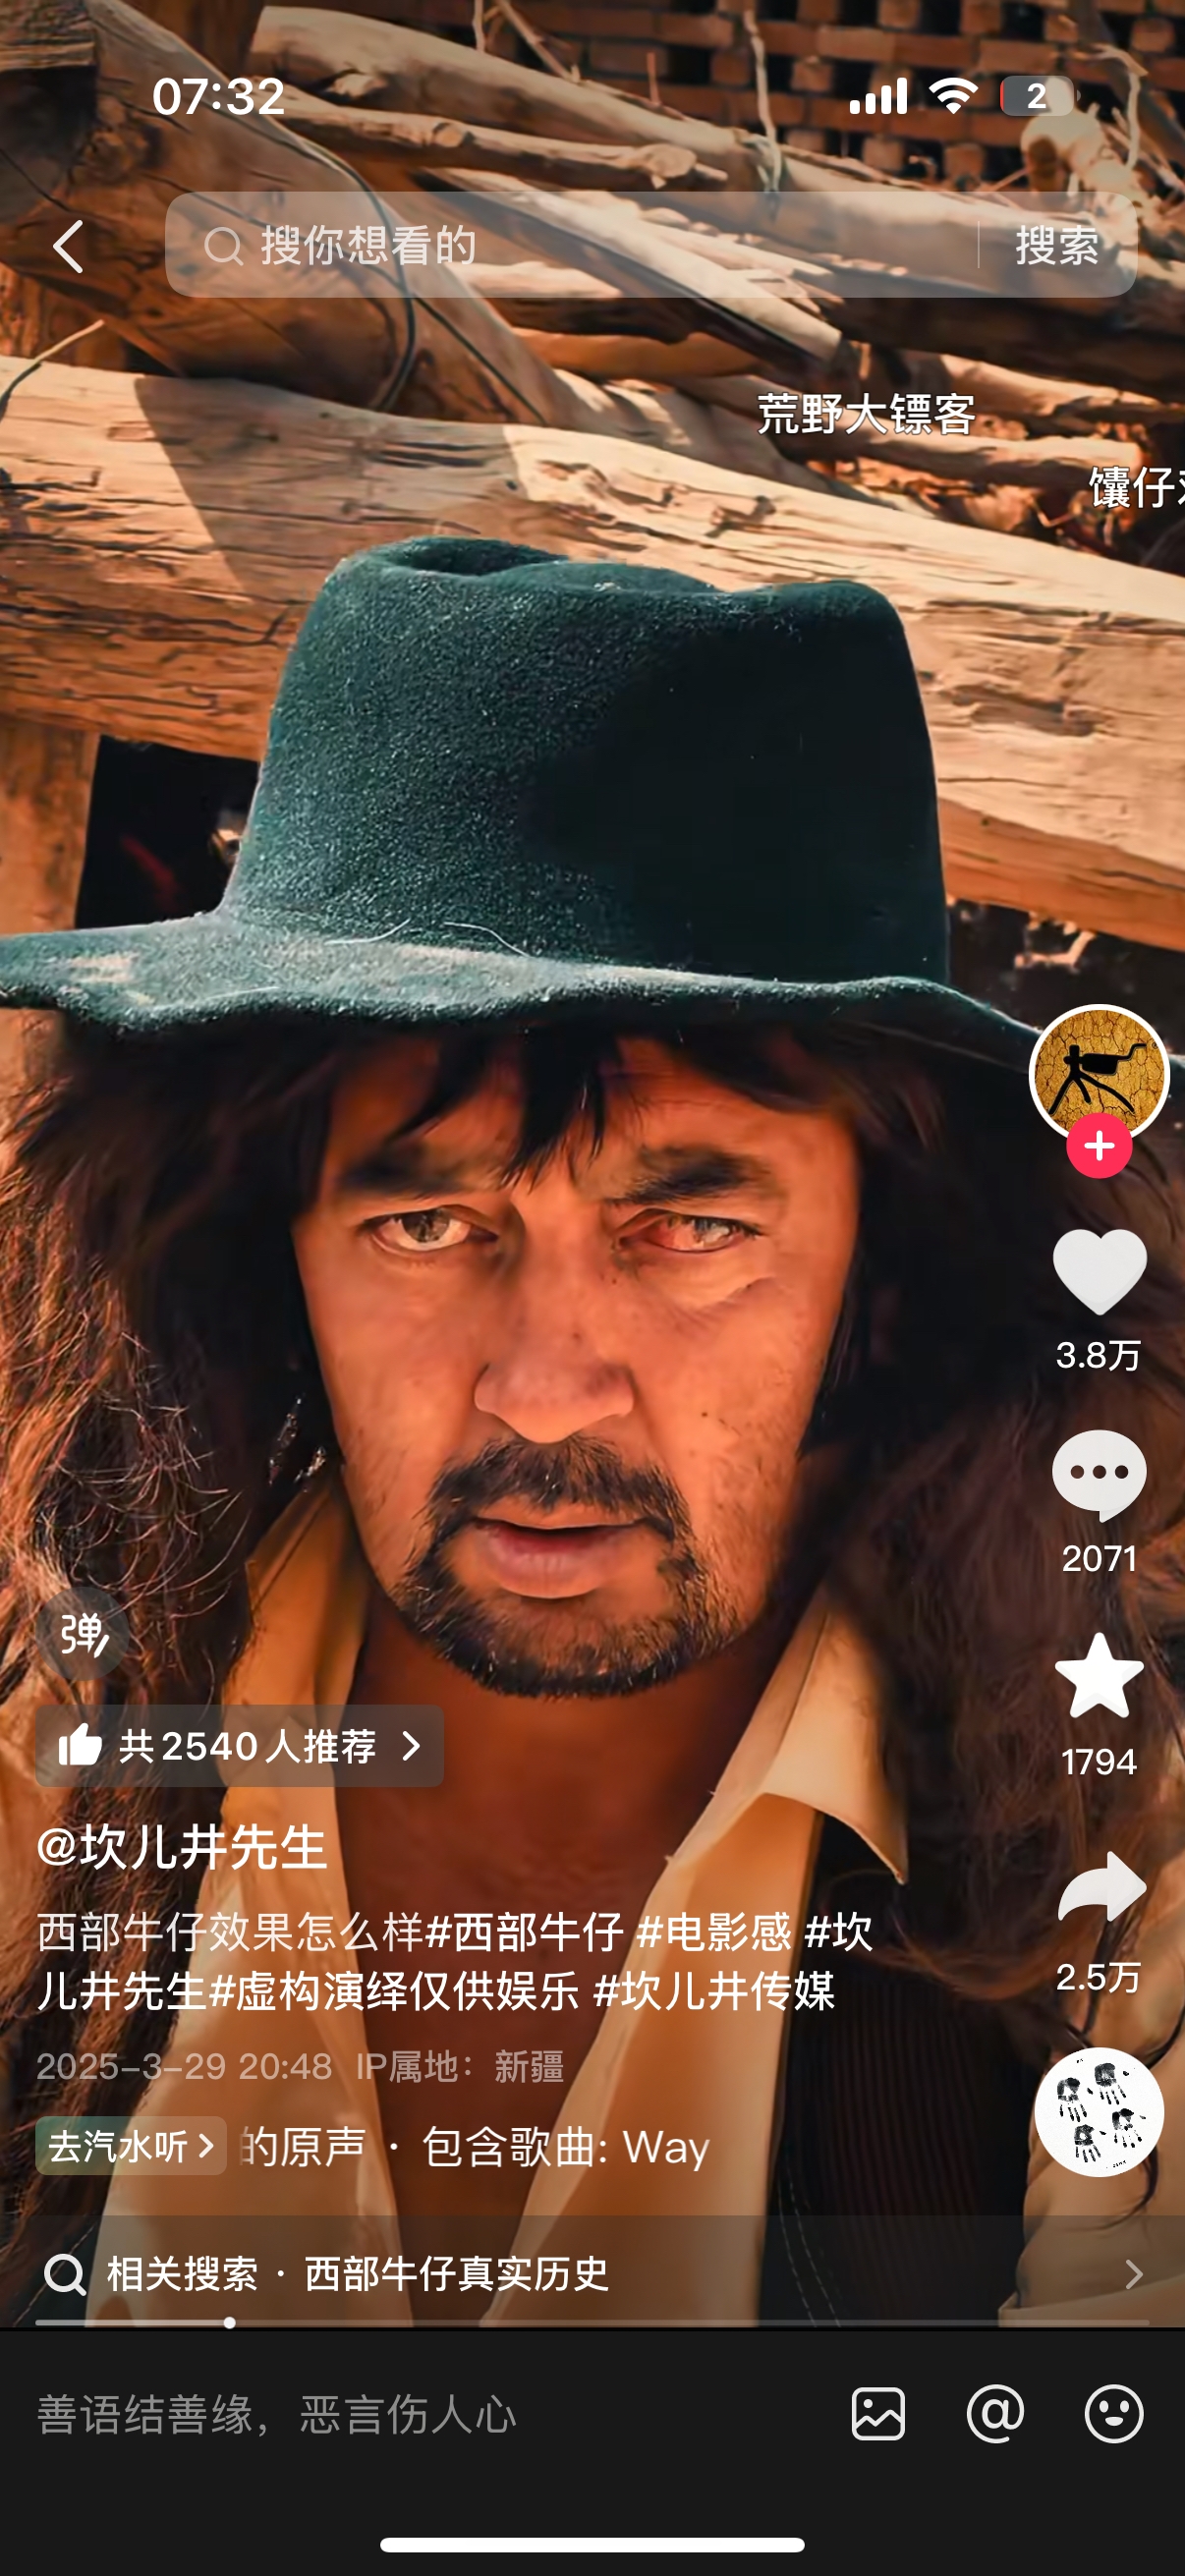 07:32
2
搜你想看的
搜索
荒野大镖客
馕仔
3.8万
2071
弹
1794
共2540人推荐
@坎儿井先生
西部牛仔效果怎么样#西部牛仔 #电影感 #坎
儿井先生#虚构演绎仅供娱乐 #坎儿井传媒
2.5万
2025-3-29 20:48 IP属地：新疆
去汽水听
的原声 · 包含歌曲: Way
相关搜索 · 西部牛仔真实历史
善语结善缘，恶言伤人心